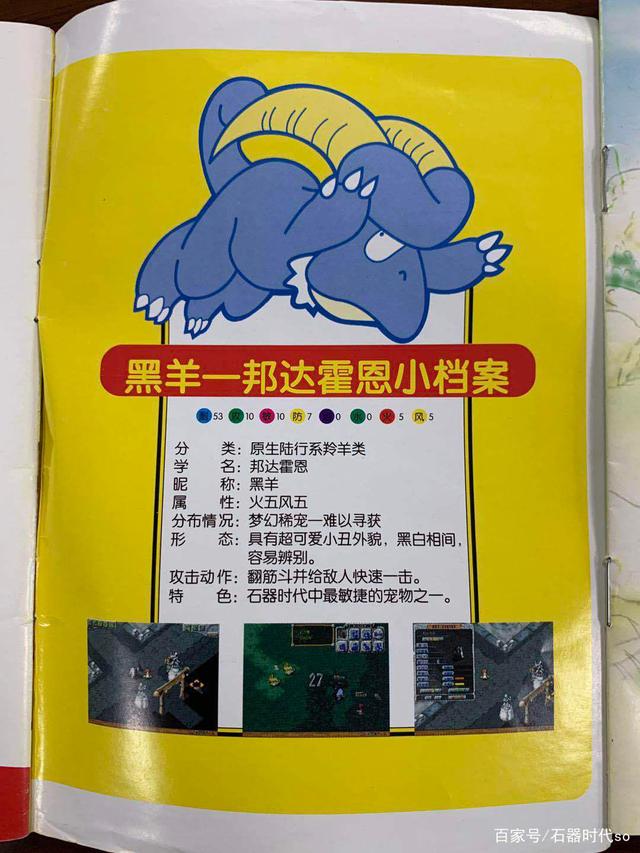 黑羊—邦达霍恩小档案
53 10 10 防7 0 0 火5 风5
分类：原生陆行系羚羊类
学名：邦达霍恩
昵称：黑羊
属性：火五风五
分布情况：梦幻稀宠—难以寻获
形态：具有超可爱小丑外貌，黑白相间，
容易辨别。
攻击动作：翻筋斗并给敌人快速一击。
特色：石器时代中最敏捷的宠物之一。
27
百家号/石器时代so